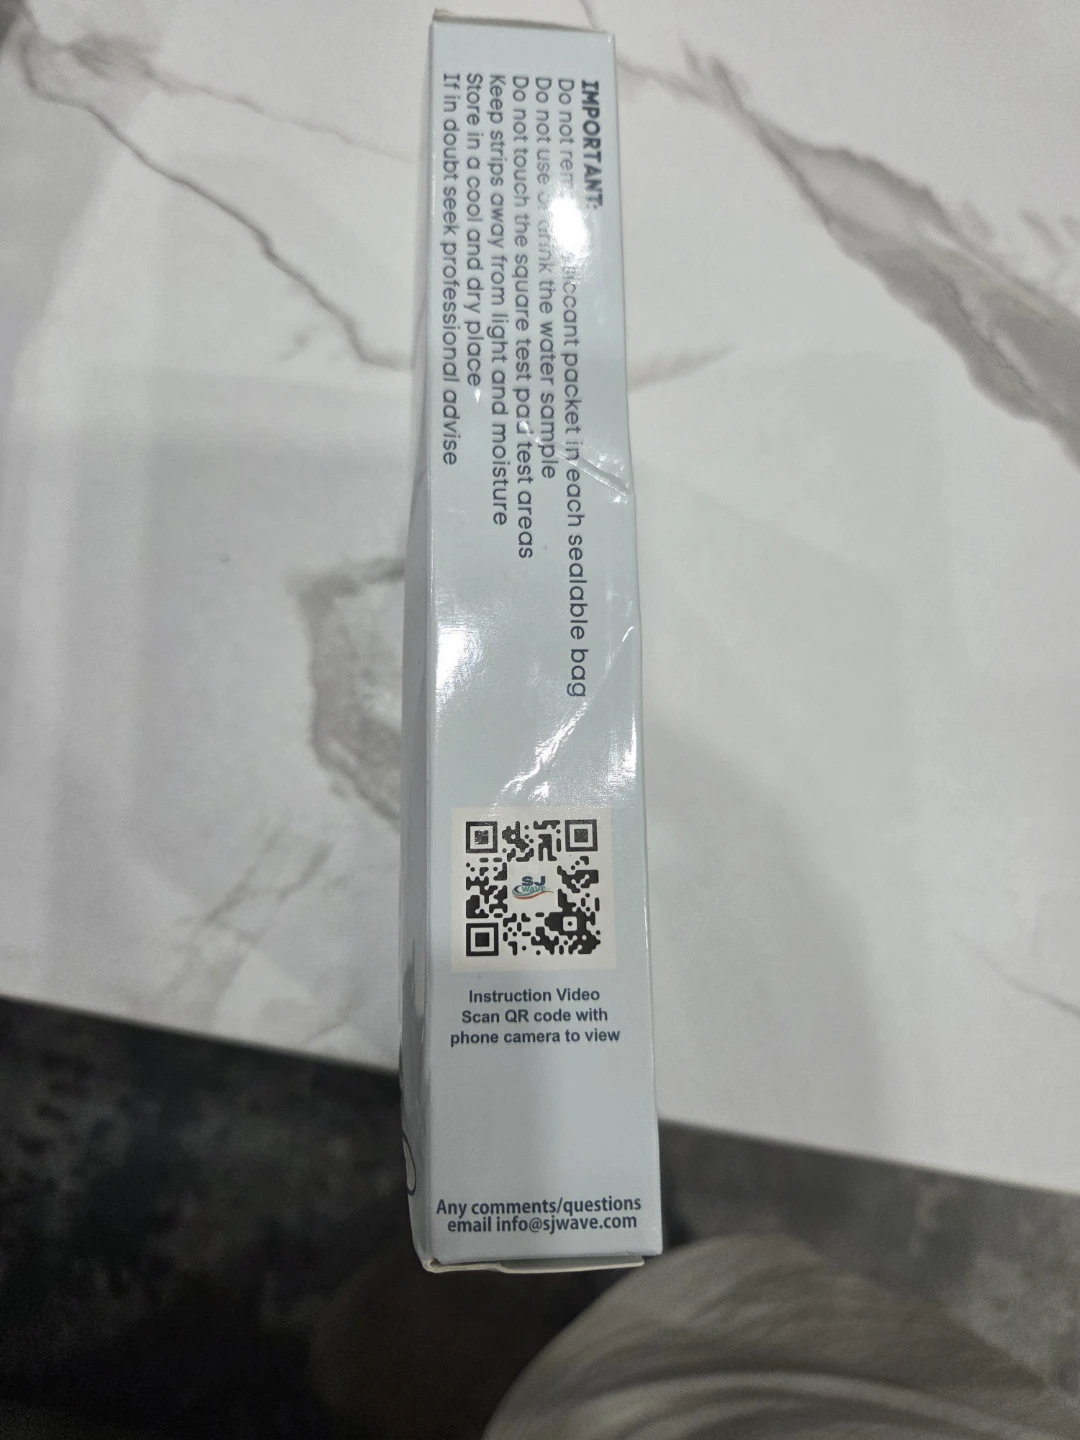 IMPORTANT:
Do not packet in each sealable bag
Do not use the water sample
Do not touch the square test pad test areas
Keep strips away from light and moisture
Store in a cool and dry place
If in doubt seek professional advise
SJ
WAVE
Instruction Video
Scan QR code with
phone camera to view
Any comments/questions
email info@sjwave.com